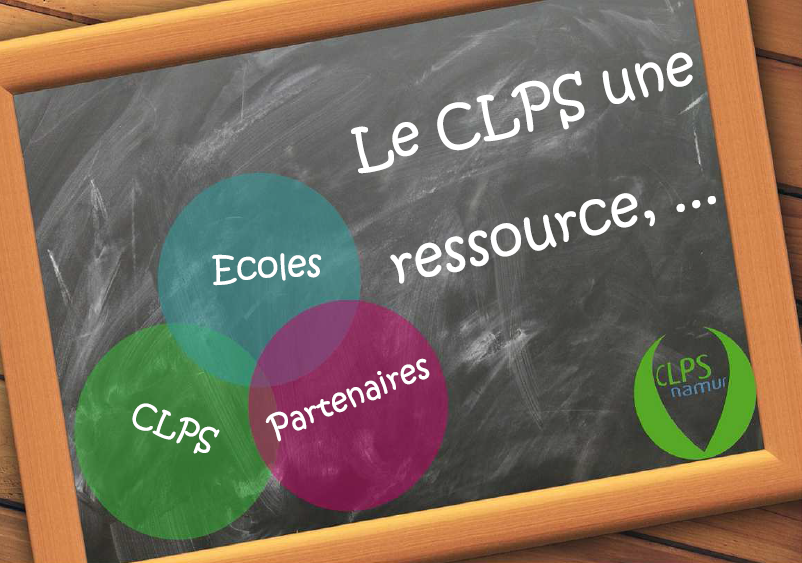 Le CLPS une
ressource, ...
Ecoles
CLPS
Partenaires
CLPS
namur